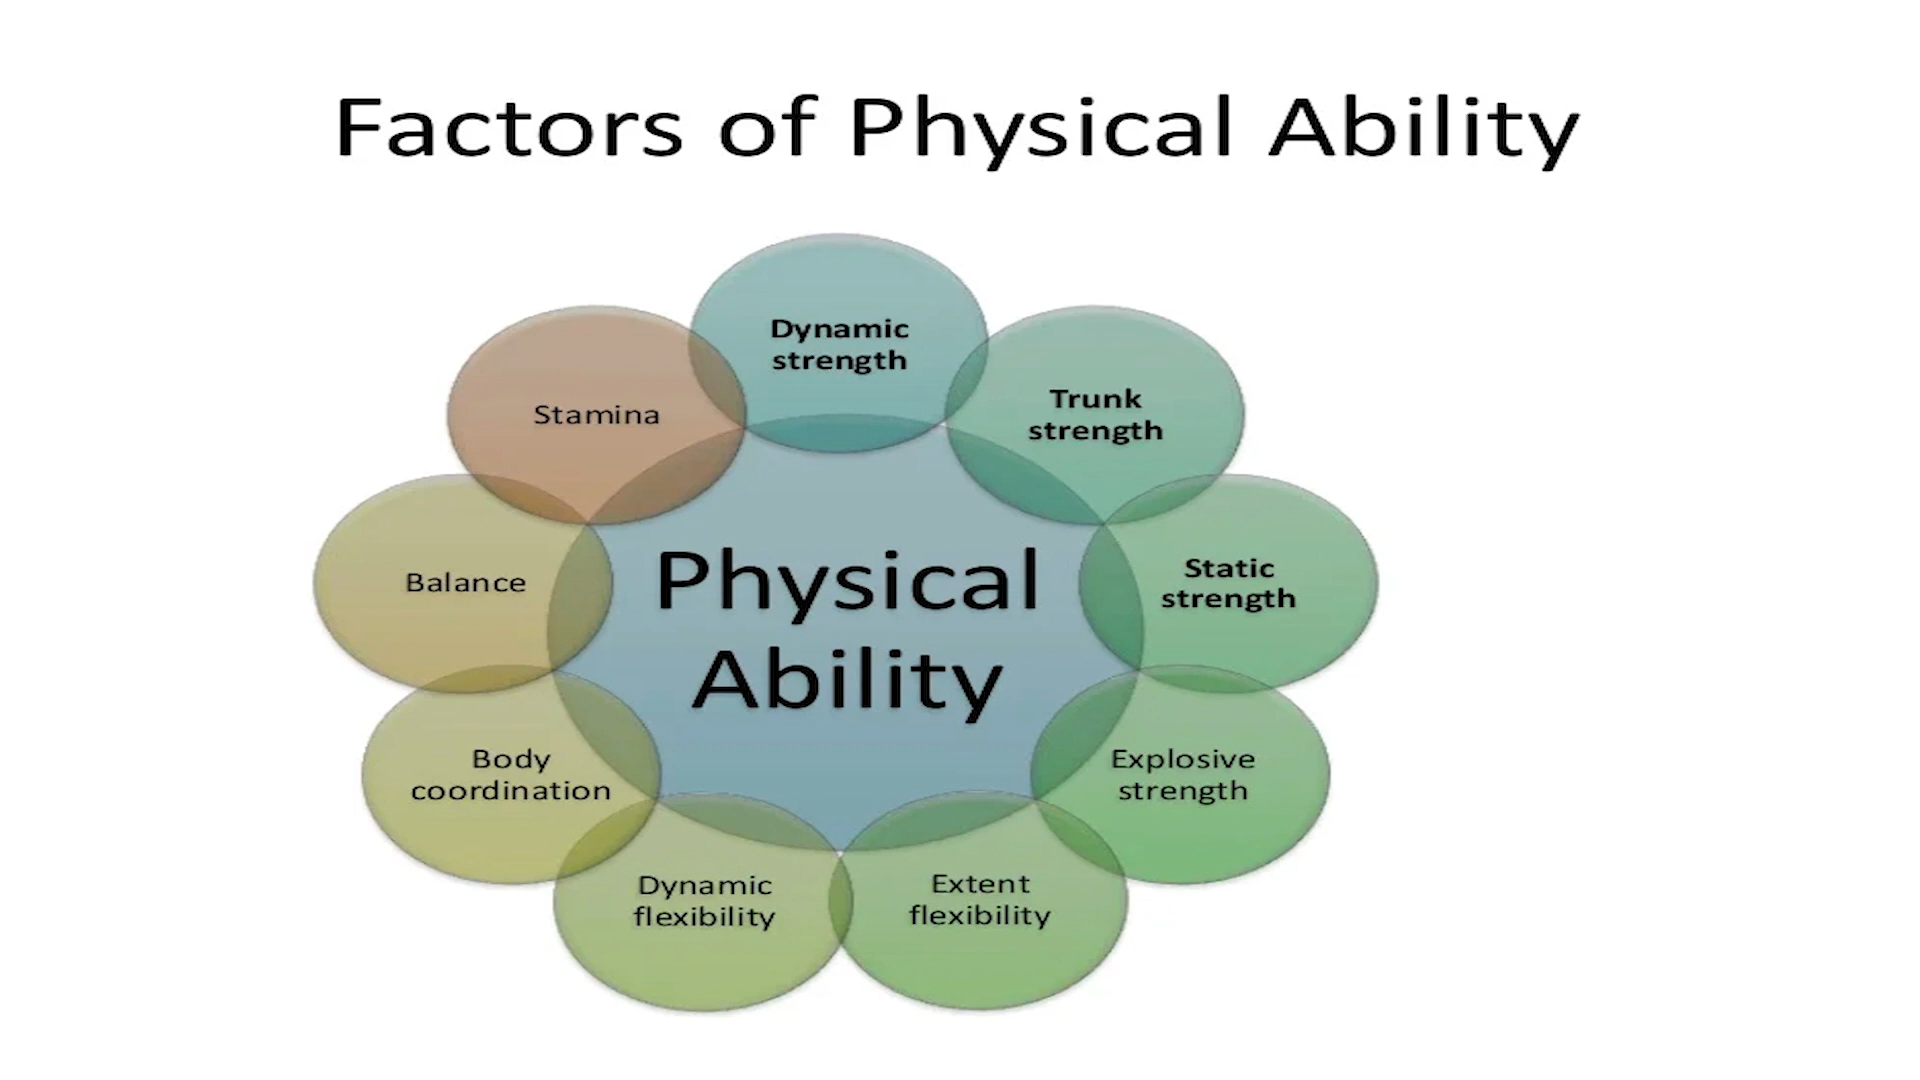 Factors of Physical Ability
Dynamic
strength
Trunk
strength
Static
strength
Explosive
strength
Extent
flexibility
Dynamic
flexibility
Body
coordination
Balance
Stamina
Physical
Ability